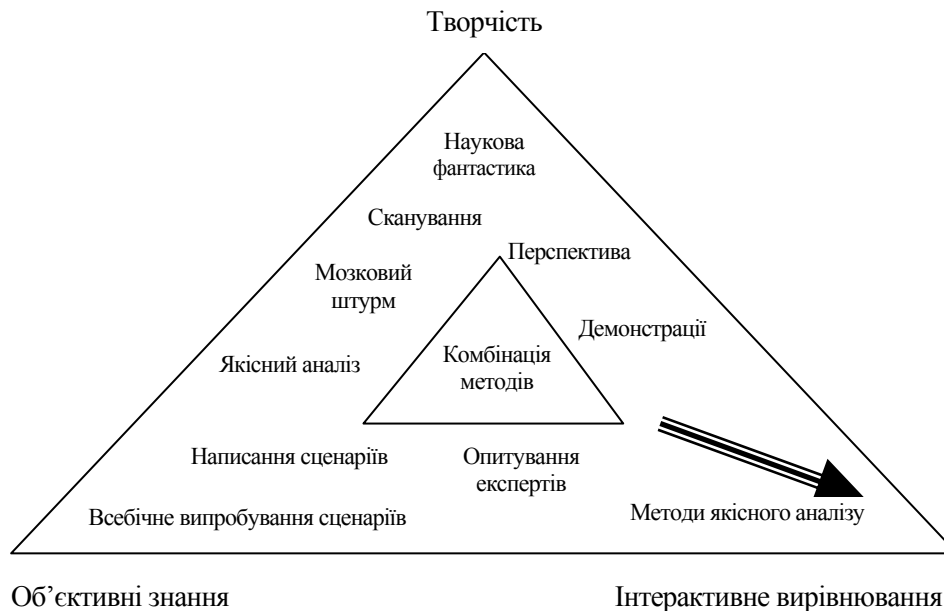 Творчість
Наукова
фантастика
Сканування
Перспектива
Мозковий
штурм
Демонстрації
Якісний аналіз
Комбінація
методів
Написання сценаріїв
Опитування
експертів
Всебічне випробування сценаріїв
Методи якісного аналізу
Об’єктивні знання
Інтерактивне вирівнювання